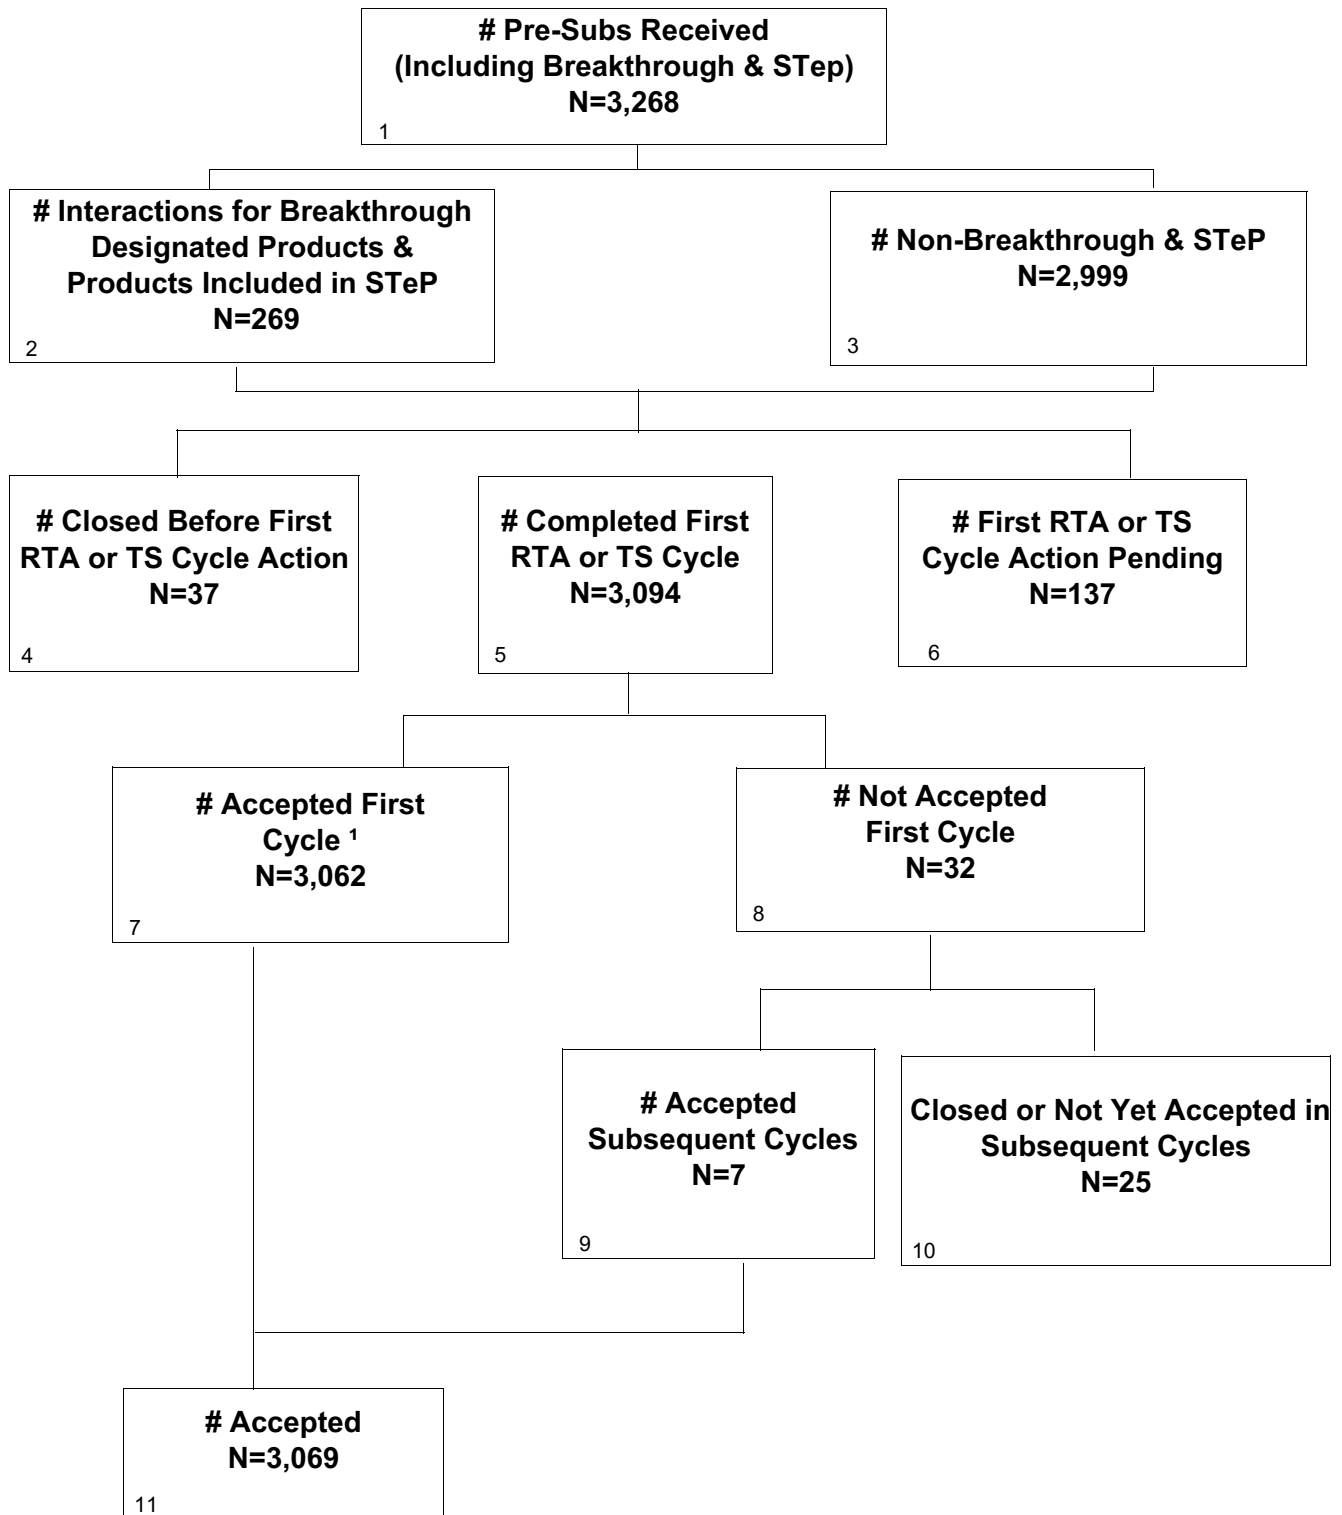 # Pre-Subs Received
(Including Breakthrough & STep)
N=3,268
1
# Interactions for Breakthrough
Designated Products &
Products Included in STeP
N=269
2
# Non-Breakthrough & STeP
N=2,999
3
# Closed Before First
RTA or TS Cycle Action
N=37
4
# Completed First
RTA or TS Cycle
N=3,094
5
# First RTA or TS
Cycle Action Pending
N=137
6
# Accepted First
Cycle ¹
N=3,062
7
# Not Accepted
First Cycle
N=32
8
# Accepted
Subsequent Cycles
N=7
9
Closed or Not Yet Accepted in
Subsequent Cycles
N=25
10
# Accepted
N=3,069
11